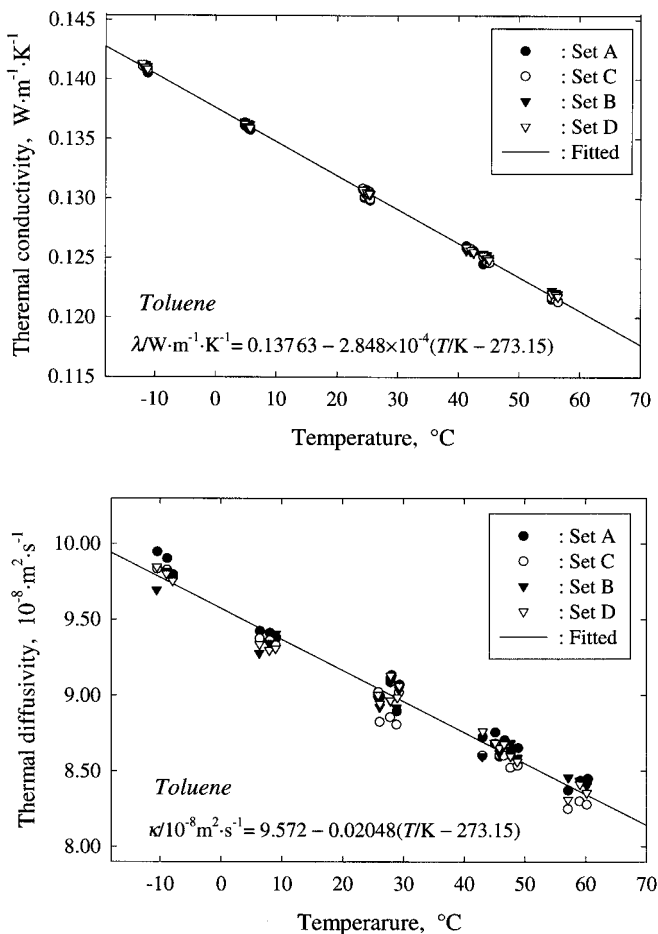 0.145
0.140
0.135
0.130
0.125
0.120
0.115
Theremal conductivity, W·m⁻¹·K⁻¹
: Set A
: Set C
: Set B
: Set D
: Fitted
Toluene
λ/W·m⁻¹·K⁻¹= 0.13763 − 2.848×10⁻⁴(T/K − 273.15)
-10 0 10 20 30 40 50 60 70
Temperature, °C
10.00
9.50
9.00
8.50
8.00
Thermal diffusivity, 10⁻⁸·m²·s⁻¹
: Set A
: Set C
: Set B
: Set D
: Fitted
Toluene
κ/10⁻⁸m²·s⁻¹= 9.572 − 0.02048(T/K − 273.15)
-10 0 10 20 30 40 50 60 70
Temperarure, °C